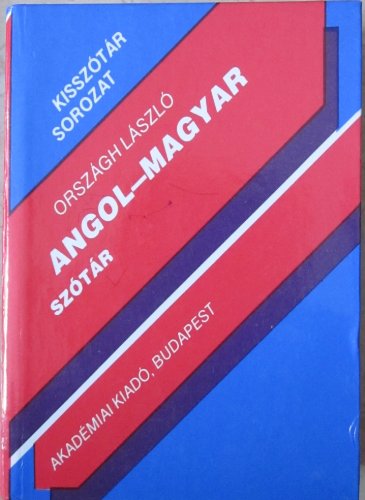 KISSZÓTÁR
SOROZAT
ORSZÁGH LÁSZLÓ
ANGOL–MAGYAR
SZÓTÁR
AKADÉMIAI KIADÓ, BUDAPEST